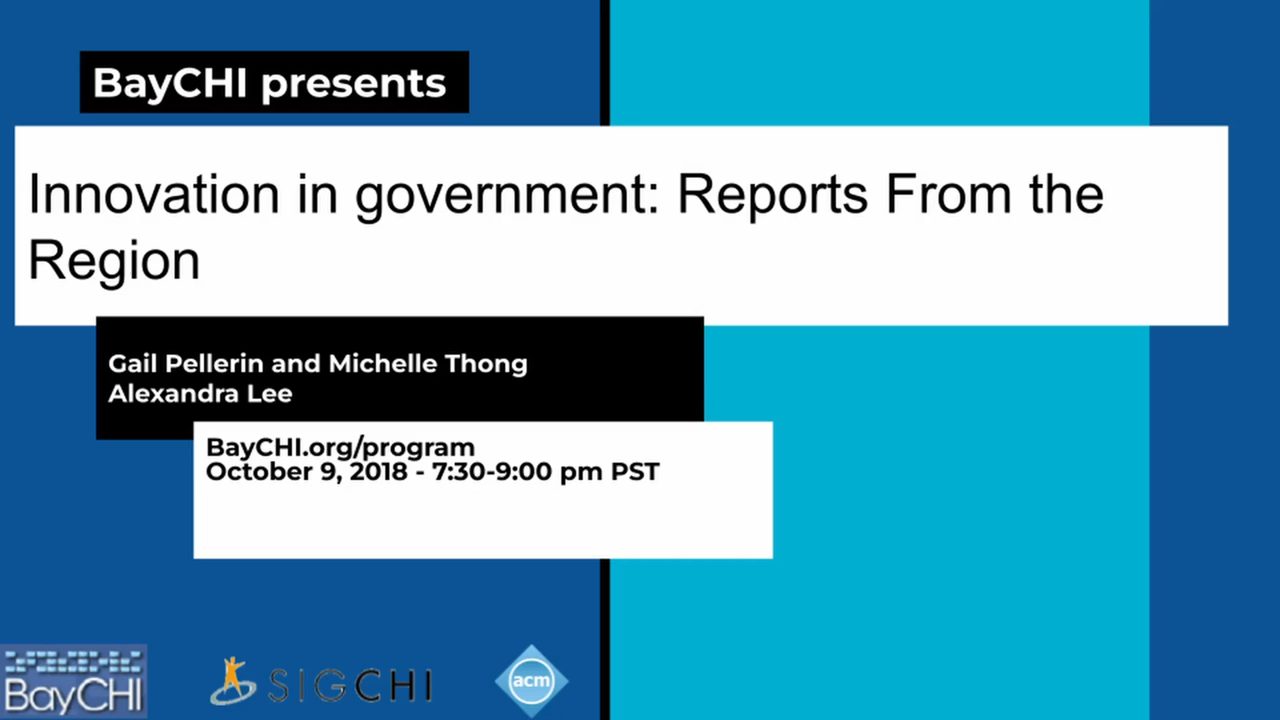 BayCHI presents
Innovation in government: Reports From the
Region
Gail Pellerin and Michelle Thong
Alexandra Lee
BayCHI.org/program
October 9, 2018 - 7:30-9:00 pm PST
BayCHI
SIGCHI
acm